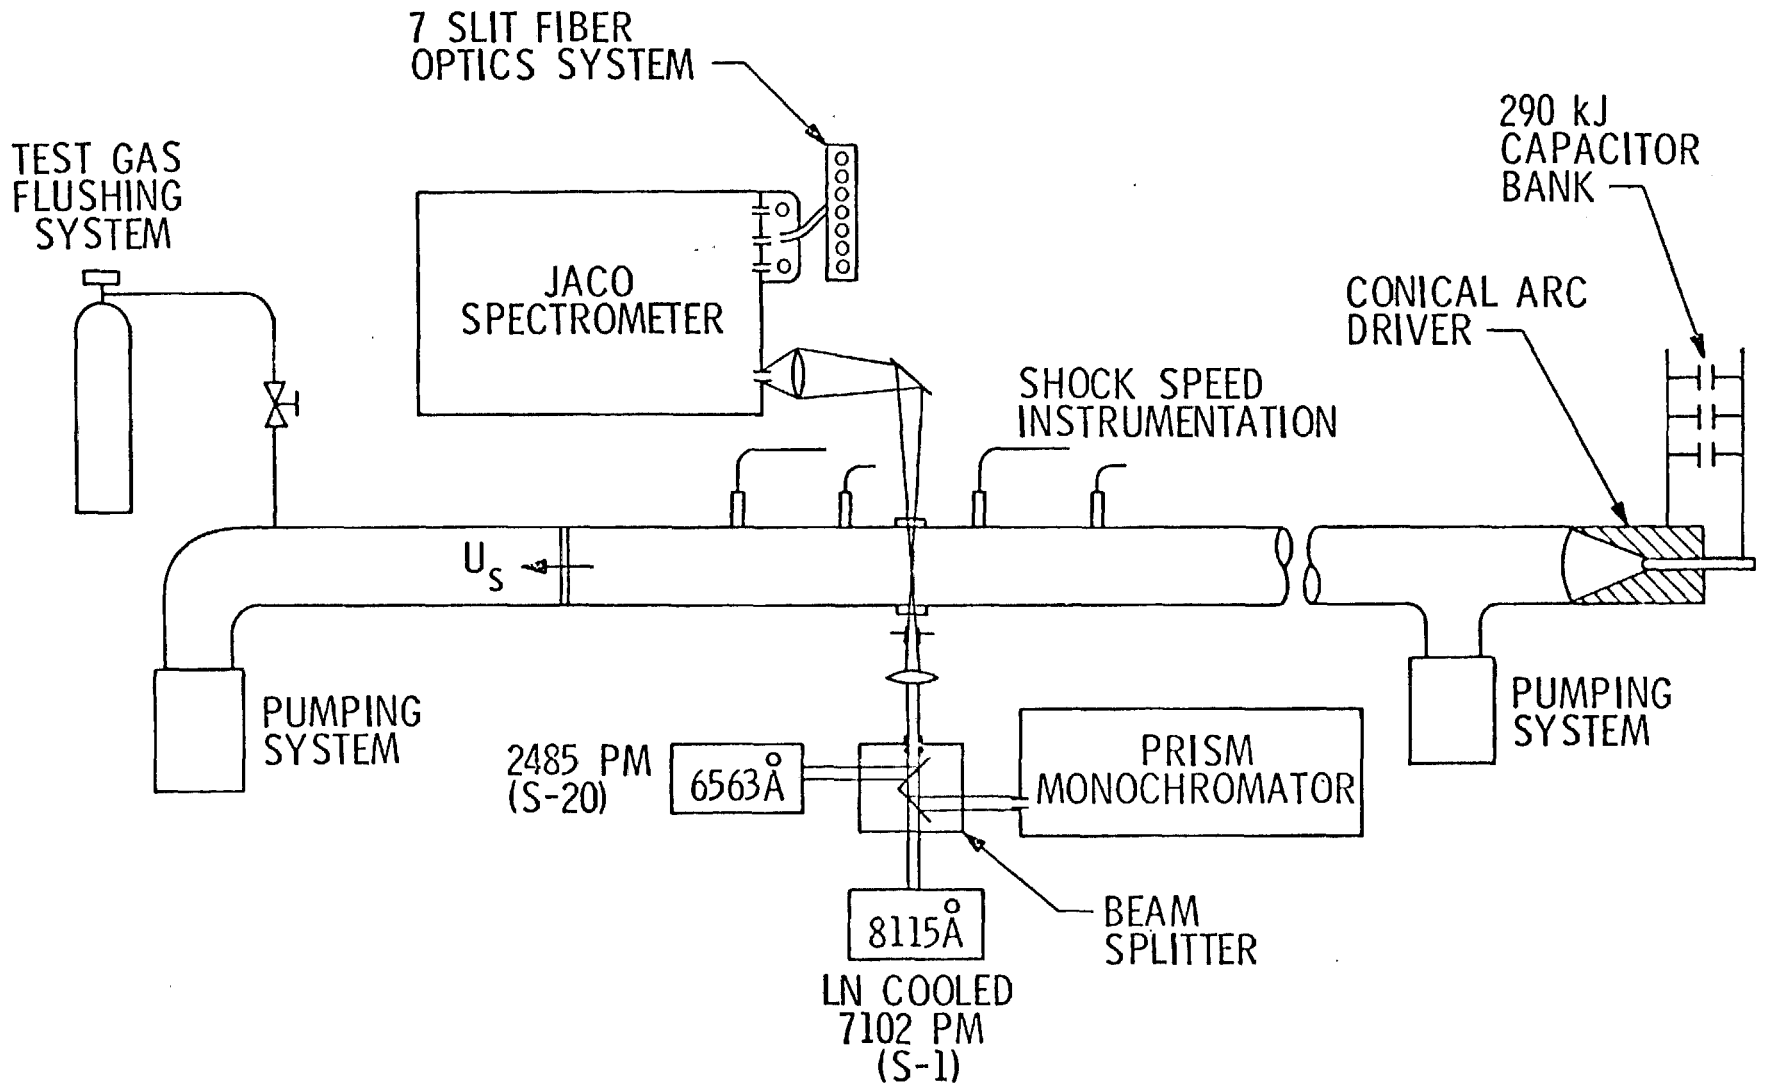 7 SLIT FIBER
OPTICS SYSTEM
290 kJ
CAPACITOR
BANK
TEST GAS
FLUSHING
SYSTEM
JACO
SPECTROMETER
CONICAL ARC
DRIVER
SHOCK SPEED
INSTRUMENTATION
U_S
PUMPING
SYSTEM
PUMPING
SYSTEM
2485 PM
(S-20)
6563Å
PRISM
MONOCHROMATOR
8115Å
BEAM
SPLITTER
LN COOLED
7102 PM
(S-1)